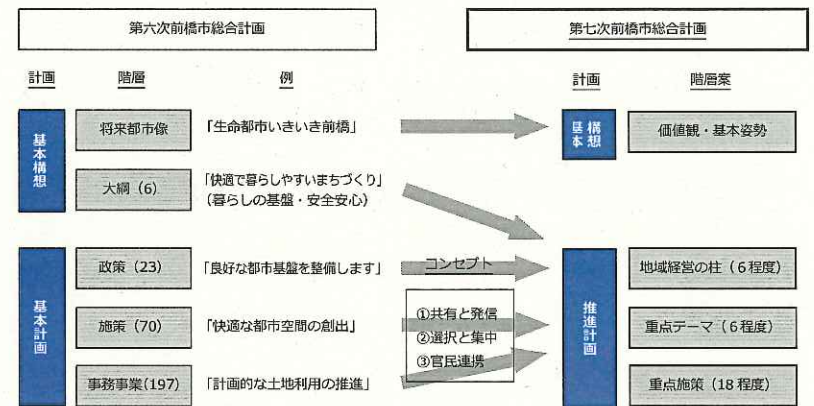 第六次前橋市総合計画
第七次前橋市総合計画
計画
階層
例
計画
階層案
基本構想
将来都市像
「生命都市いきいき前橋」
基本構想
価値観・基本姿勢
大綱（6）
「快適で暮らしやすいまちづくり」
（暮らしの基盤・安全安心）
基本計画
政策（23）
「良好な都市基盤を整備します」
コンセプト
推進計画
地域経営の柱（６程度）
施策（70）
「快適な都市空間の創出」
①共有と発信
②選択と集中
③官民連携
重点テーマ（６程度）
事務事業(197)
「計画的な土地利用の推進」
重点施策（18 程度）